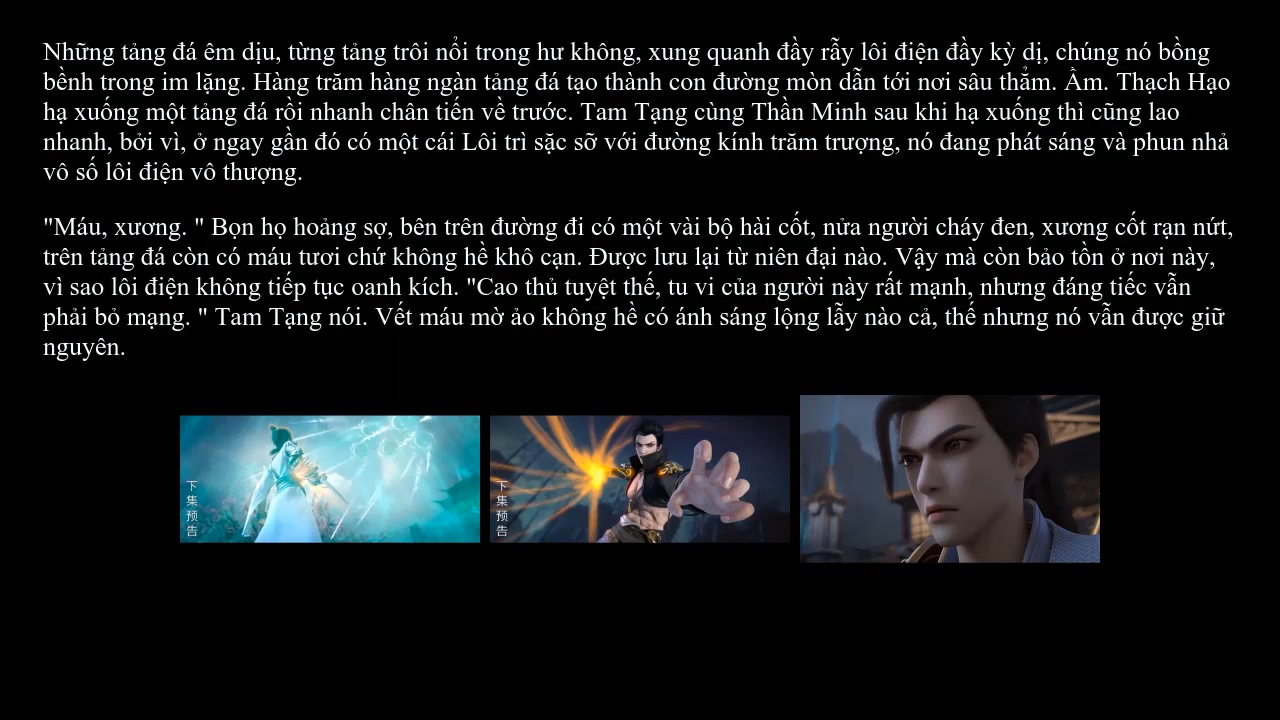 Những tảng đá êm dịu, từng tảng trôi nổi trong hư không, xung quanh đầy rẫy lôi điện đầy kỳ dị, chúng nó bồng
bềnh trong im lặng. Hàng trăm hàng ngàn tảng đá tạo thành con đường mòn dẫn tới nơi sâu thẳm. Ầm. Thạch Hạo
hạ xuống một tảng đá rồi nhanh chân tiến về trước. Tam Tạng cùng Thần Minh sau khi hạ xuống thì cũng lao
nhanh, bởi vì, ở ngay gần đó có một cái Lôi trì sặc sỡ với đường kính trăm trượng, nó đang phát sáng và phun nhả
vô số lôi điện vô thượng.
"Máu, xương. " Bọn họ hoảng sợ, bên trên đường đi có một vài bộ hài cốt, nửa người cháy đen, xương cốt rạn nứt,
trên tảng đá còn có máu tươi chứ không hề khô cạn. Được lưu lại từ niên đại nào. Vậy mà còn bảo tồn ở nơi này,
vì sao lôi điện không tiếp tục oanh kích. "Cao thủ tuyệt thế, tu vi của người này rất mạnh, nhưng đáng tiếc vẫn
phải bỏ mạng. " Tam Tạng nói. Vết máu mờ ảo không hề có ánh sáng lộng lẫy nào cả, thế nhưng nó vẫn được giữ
nguyên.
下集预告
下集预告